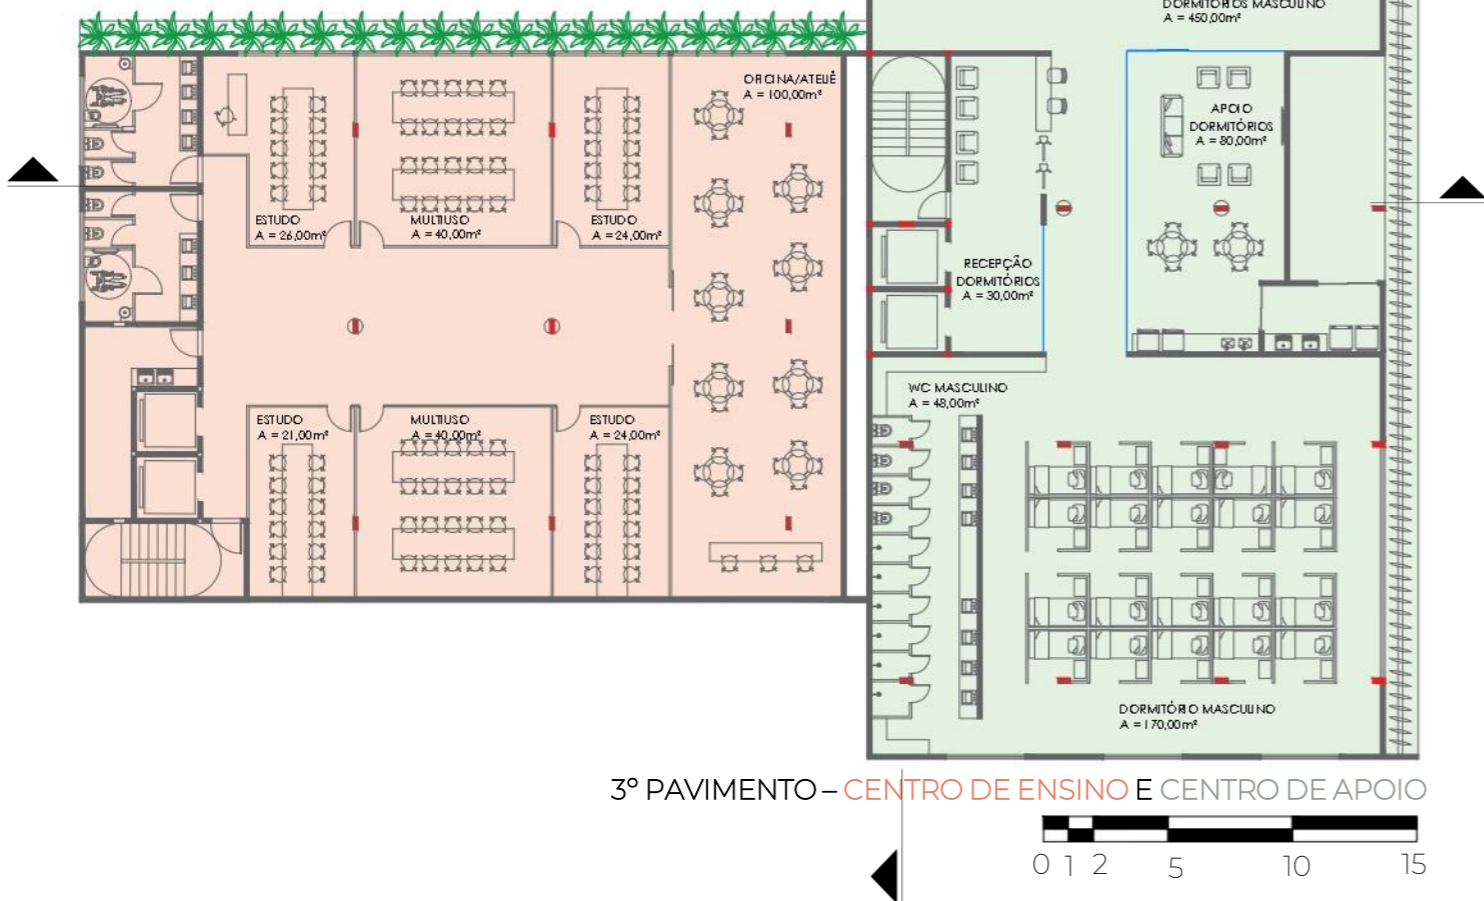 DORMITÓRIOS MASCULINO
A = 450,00m²
OFICINA/ATELIÊ
A = 100,00m²
APOIO
DORMITÓRIOS
A = 80,00m²
ESTUDO
A = 26,00m²
MULTIUSO
A = 40,00m²
ESTUDO
A = 24,00m²
RECEPÇÃO
DORMITÓRIOS
A = 30,00m²
WC MASCULINO
A = 48,00m²
ESTUDO
A = 21,00m²
MULTIUSO
A = 40,00m²
ESTUDO
A = 24,00m²
DORMITÓRIO MASCULINO
A = 170,00m²
3º PAVIMENTO – CENTRO DE ENSINO E CENTRO DE APOIO
0 1 2 5 10 15